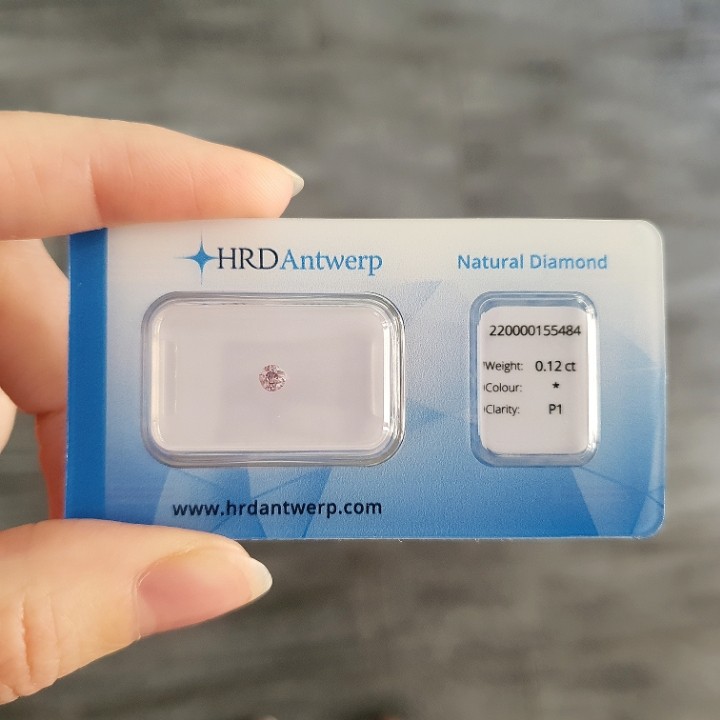 HRDAntwerp
Natural Diamond
220000155484
Weight: 0.12 ct
Colour: *
Clarity: P1
www.hrdantwerp.com